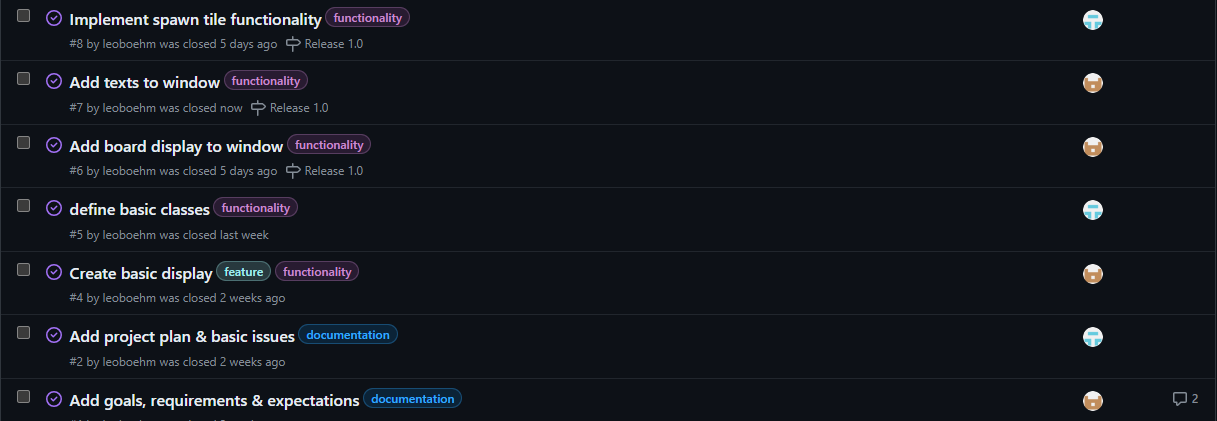 Implement spawn tile functionality functionality
#8 by leoboehm was closed 5 days ago Release 1.0
Add texts to window functionality
#7 by leoboehm was closed now Release 1.0
Add board display to window functionality
#6 by leoboehm was closed 5 days ago Release 1.0
define basic classes functionality
#5 by leoboehm was closed last week
Create basic display feature functionality
#4 by leoboehm was closed 2 weeks ago
Add project plan & basic issues documentation
#2 by leoboehm was closed 2 weeks ago
Add goals, requirements & expectations documentation 2